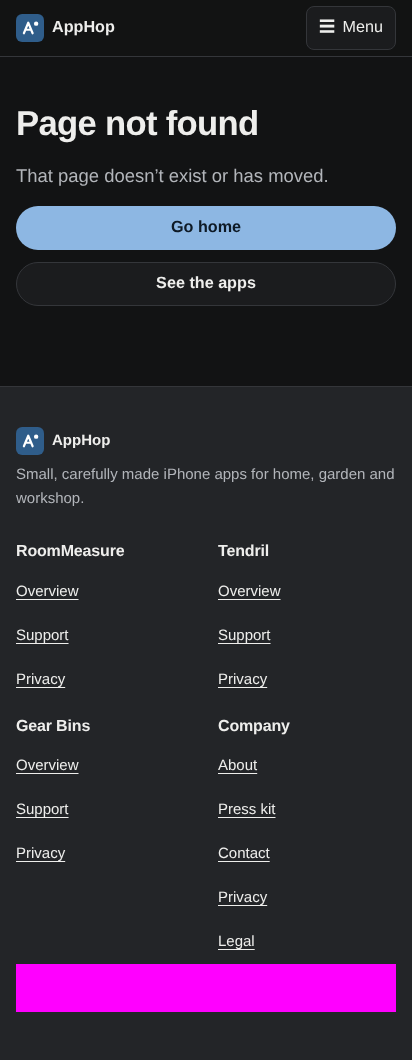 AppHop
☰ Menu
Page not found
That page doesn’t exist or has moved.
Go home
See the apps
AppHop
Small, carefully made iPhone apps for home, garden and
workshop.
RoomMeasure
Overview
Support
Privacy
Tendril
Overview
Support
Privacy
Gear Bins
Overview
Support
Privacy
Company
About
Press kit
Contact
Privacy
Legal